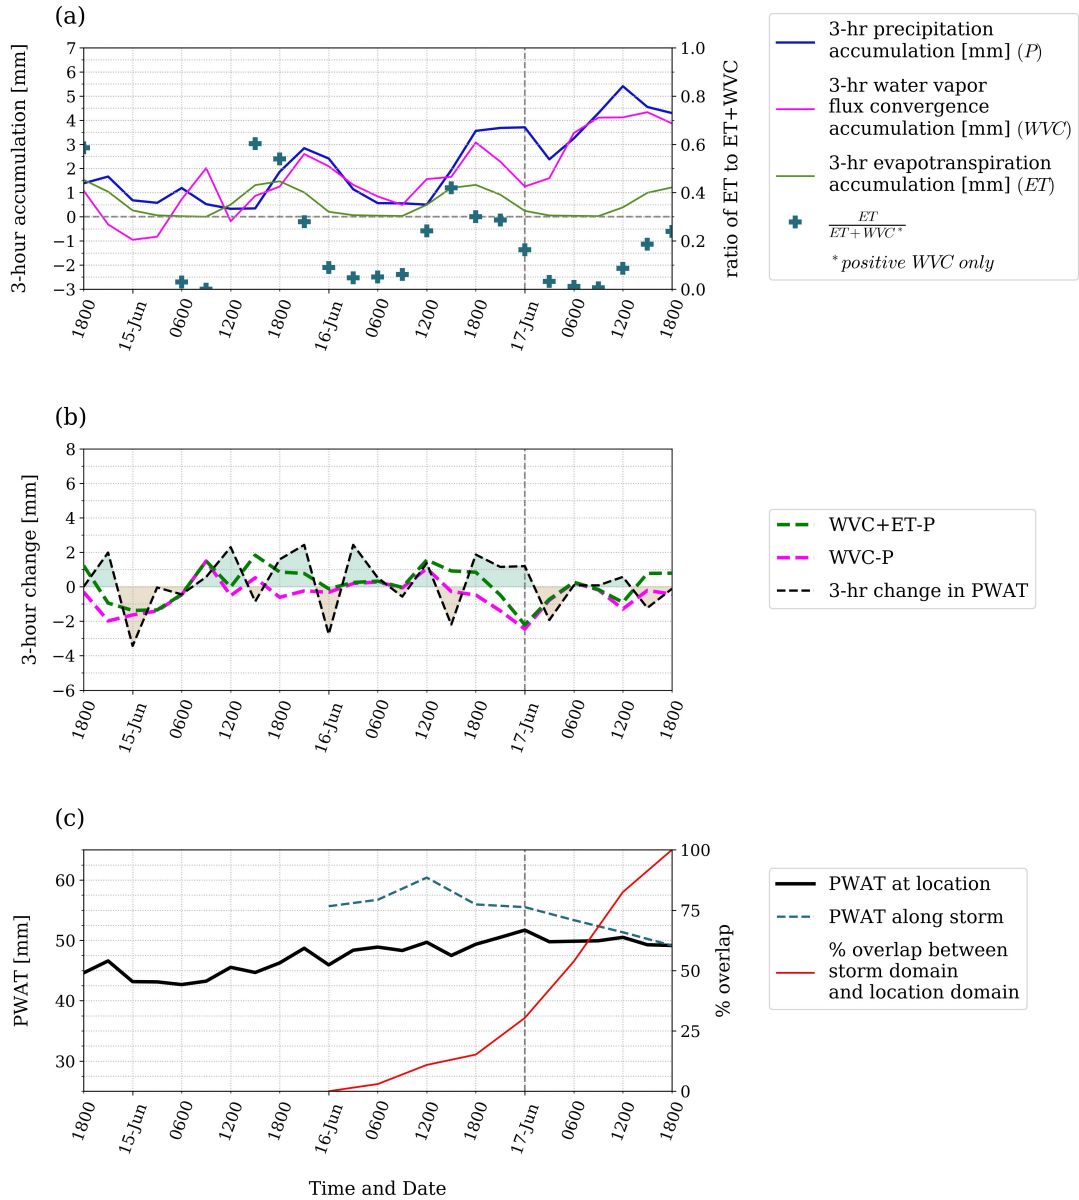 (a)
3-hour accumulation [mm]
7
6
5
4
3
2
1
0
−1
−2
−3
1.0
0.8
0.6
0.4
0.2
0.0
ratio of ET to ET+WVC
1800
15-Jun
0600
1200
1800
16-Jun
0600
1200
1800
17-Jun
0600
1200
1800
3-hr precipitation
accumulation [mm] (P)
3-hr water vapor
flux convergence
accumulation [mm] (WVC)
3-hr evapotranspiration
accumulation [mm] (ET)
ET
ET+WVC*
*positive WVC only
(b)
3-hour change [mm]
8
6
4
2
0
−2
−4
−6
1800
15-Jun
0600
1200
1800
16-Jun
0600
1200
1800
17-Jun
0600
1200
1800
WVC+ET-P
WVC-P
3-hr change in PWAT
(c)
PWAT [mm]
60
50
40
30
100
75
50
25
0
% overlap
1800
15-Jun
0600
1200
1800
16-Jun
0600
1200
1800
17-Jun
0600
1200
1800
Time and Date
PWAT at location
PWAT along storm
% overlap between
storm domain
and location domain